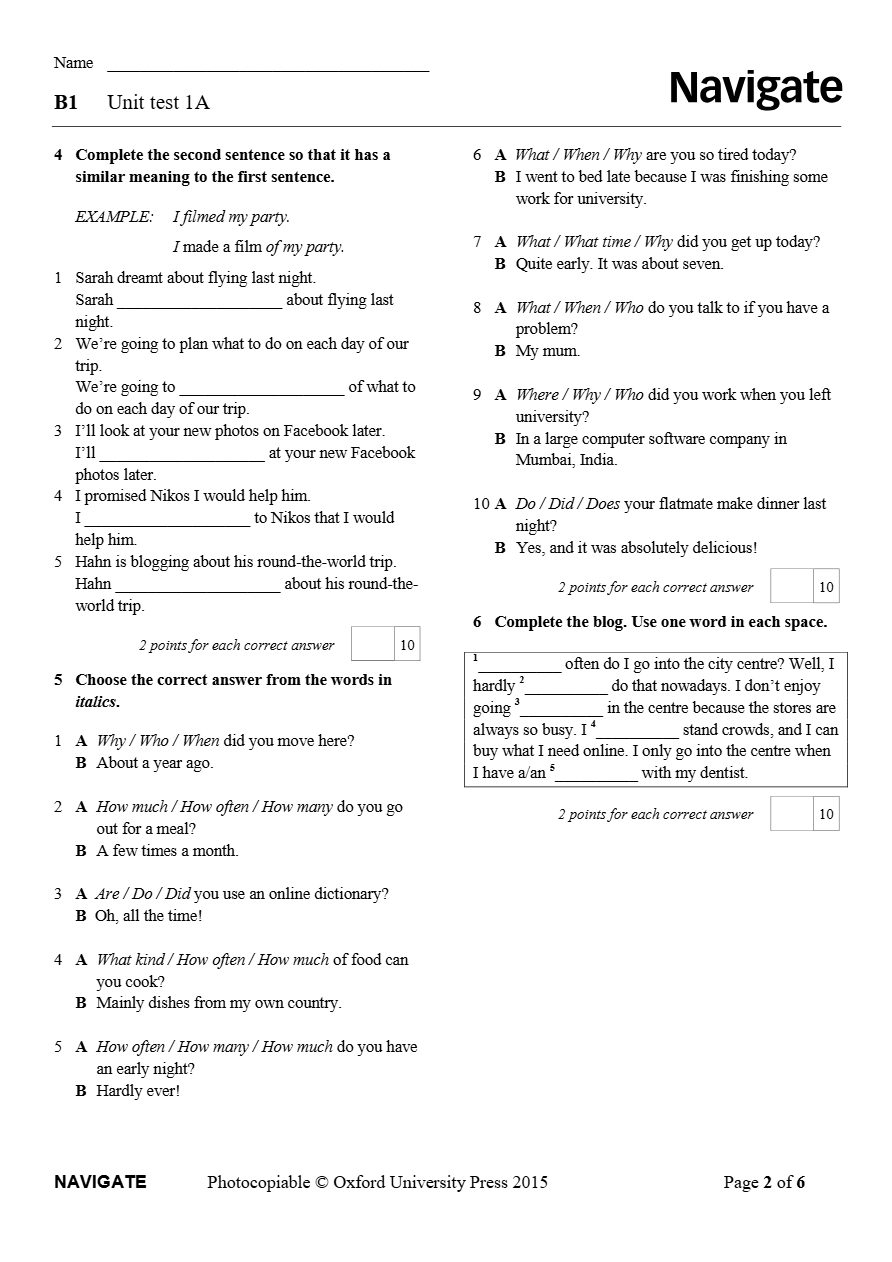 Name ____________________________________
Navigate
B1 Unit test 1A
4 Complete the second sentence so that it has a
similar meaning to the first sentence.
EXAMPLE: I filmed my party.
I made a film of my party.
1 Sarah dreamt about flying last night.
Sarah ____________________ about flying last
night.
2 We’re going to plan what to do on each day of our
trip.
We’re going to ____________________ of what to
do on each day of our trip.
3 I’ll look at your new photos on Facebook later.
I’ll ____________________ at your new Facebook
photos later.
4 I promised Nikos I would help him.
I ____________________ to Nikos that I would
help him.
5 Hahn is blogging about his round-the-world trip.
Hahn ____________________ about his round-the-
world trip.
2 points for each correct answer 10
5 Choose the correct answer from the words in
italics.
1 A Why / Who / When did you move here?
B About a year ago.
2 A How much / How often / How many do you go
out for a meal?
B A few times a month.
3 A Are / Do / Did you use an online dictionary?
B Oh, all the time!
4 A What kind / How often / How much of food can
you cook?
B Mainly dishes from my own country.
5 A How often / How many / How much do you have
an early night?
B Hardly ever!
6 A What / When / Why are you so tired today?
B I went to bed late because I was finishing some
work for university.
7 A What / What time / Why did you get up today?
B Quite early. It was about seven.
8 A What / When / Who do you talk to if you have a
problem?
B My mum.
9 A Where / Why / Who did you work when you left
university?
B In a large computer software company in
Mumbai, India.
10 A Do / Did / Does your flatmate make dinner last
night?
B Yes, and it was absolutely delicious!
2 points for each correct answer 10
6 Complete the blog. Use one word in each space.
1__________ often do I go into the city centre? Well, I
hardly 2__________ do that nowadays. I don’t enjoy
going 3__________ in the centre because the stores are
always so busy. I 4__________ stand crowds, and I can
buy what I need online. I only go into the centre when
I have a/an 5__________ with my dentist.
2 points for each correct answer 10
NAVIGATE Photocopiable © Oxford University Press 2015 Page 2 of 6